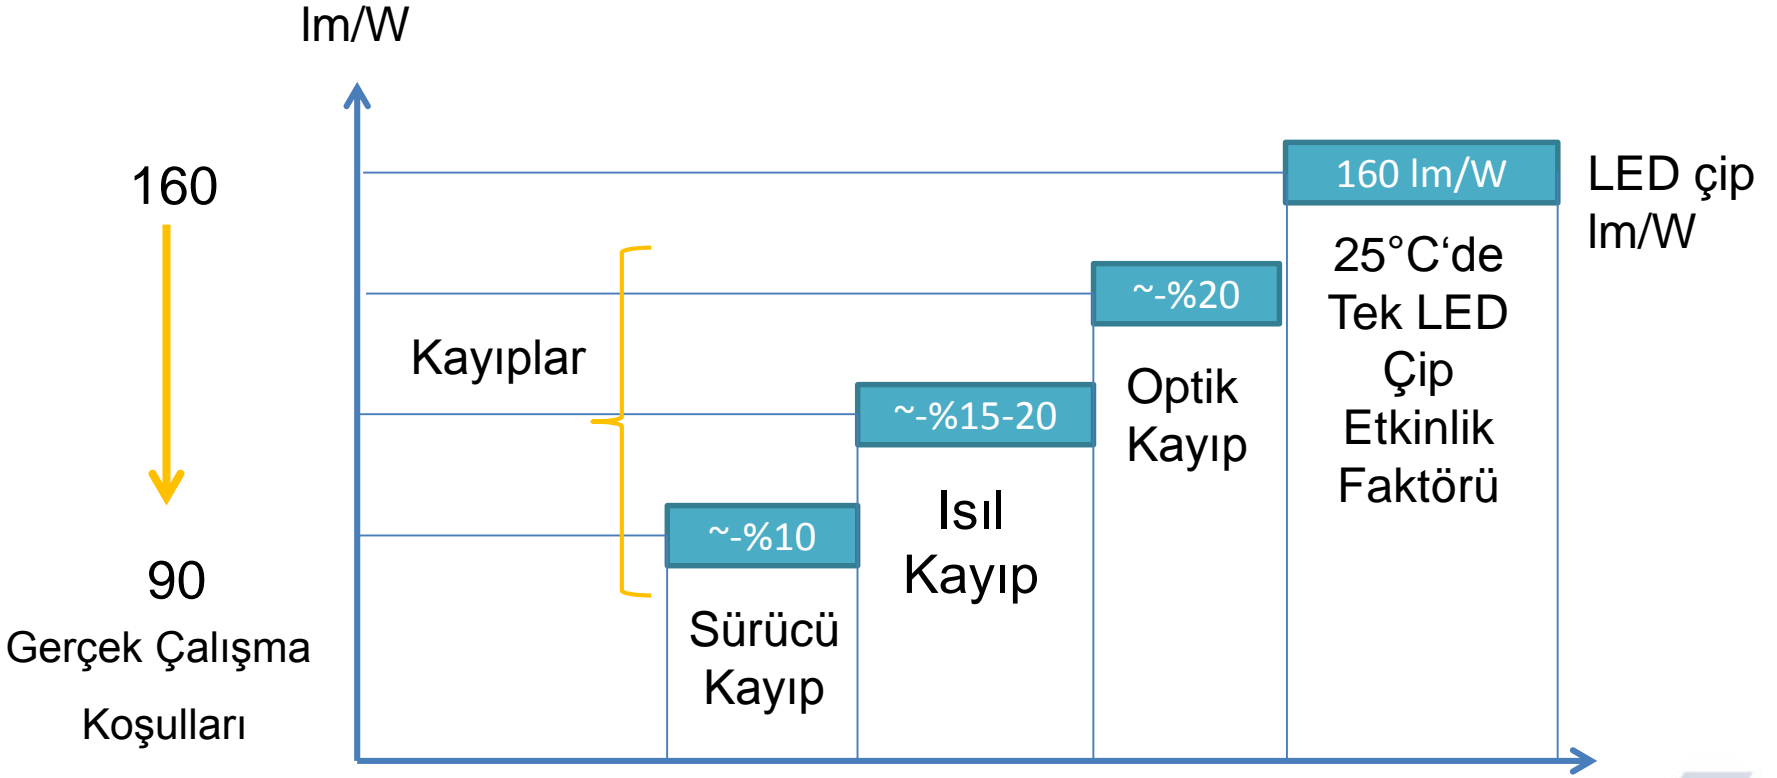 lm/W
160
90
Gerçek Çalışma
Koşulları
Kayıplar
~-%10
Sürücü
Kayıp
~-%15-20
Isıl
Kayıp
~-%20
Optik
Kayıp
160 lm/W
25°C‘de
Tek LED
Çip
Etkinlik
Faktörü
LED çip
lm/W